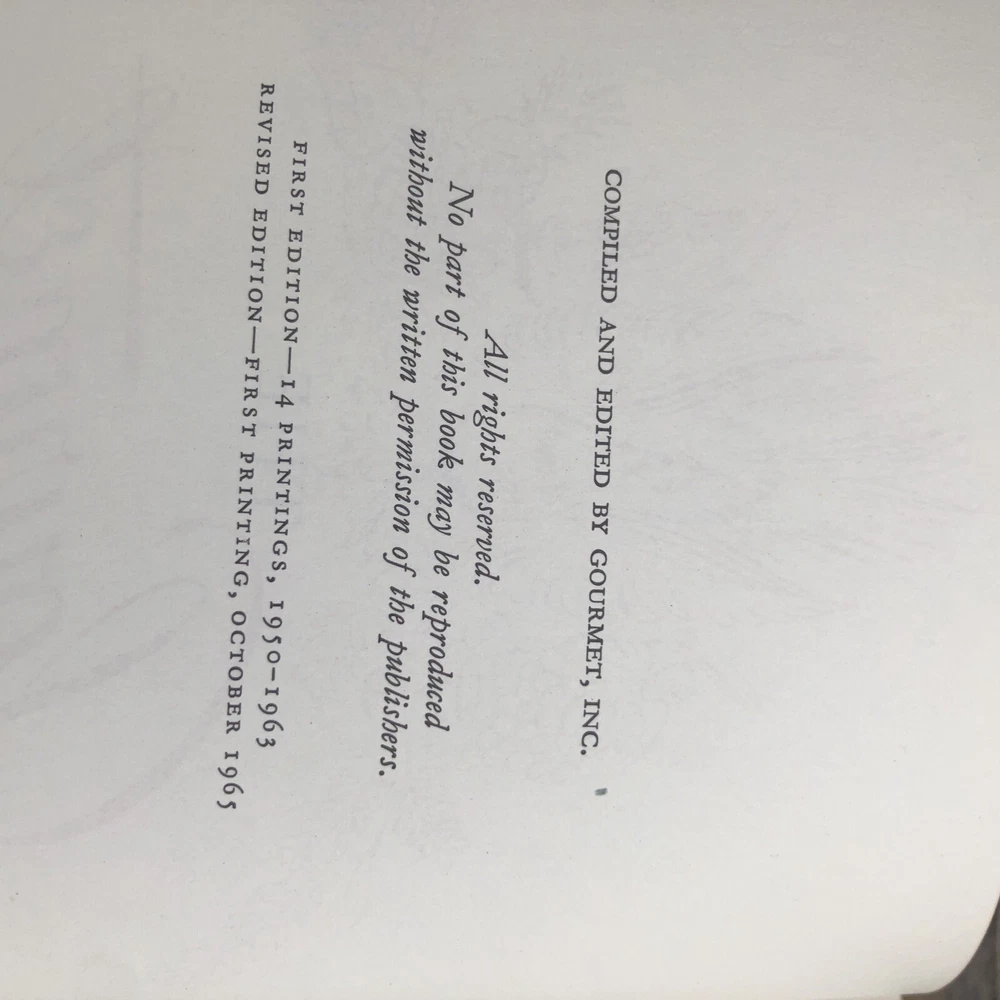 COMPILED AND EDITED BY GOURMET, INC.
All rights reserved.
No part of this book may be reproduced
without the written permission of the publishers.
FIRST EDITION—14 PRINTINGS, 1950–1963
REVISED EDITION—FIRST PRINTING, OCTOBER 1965